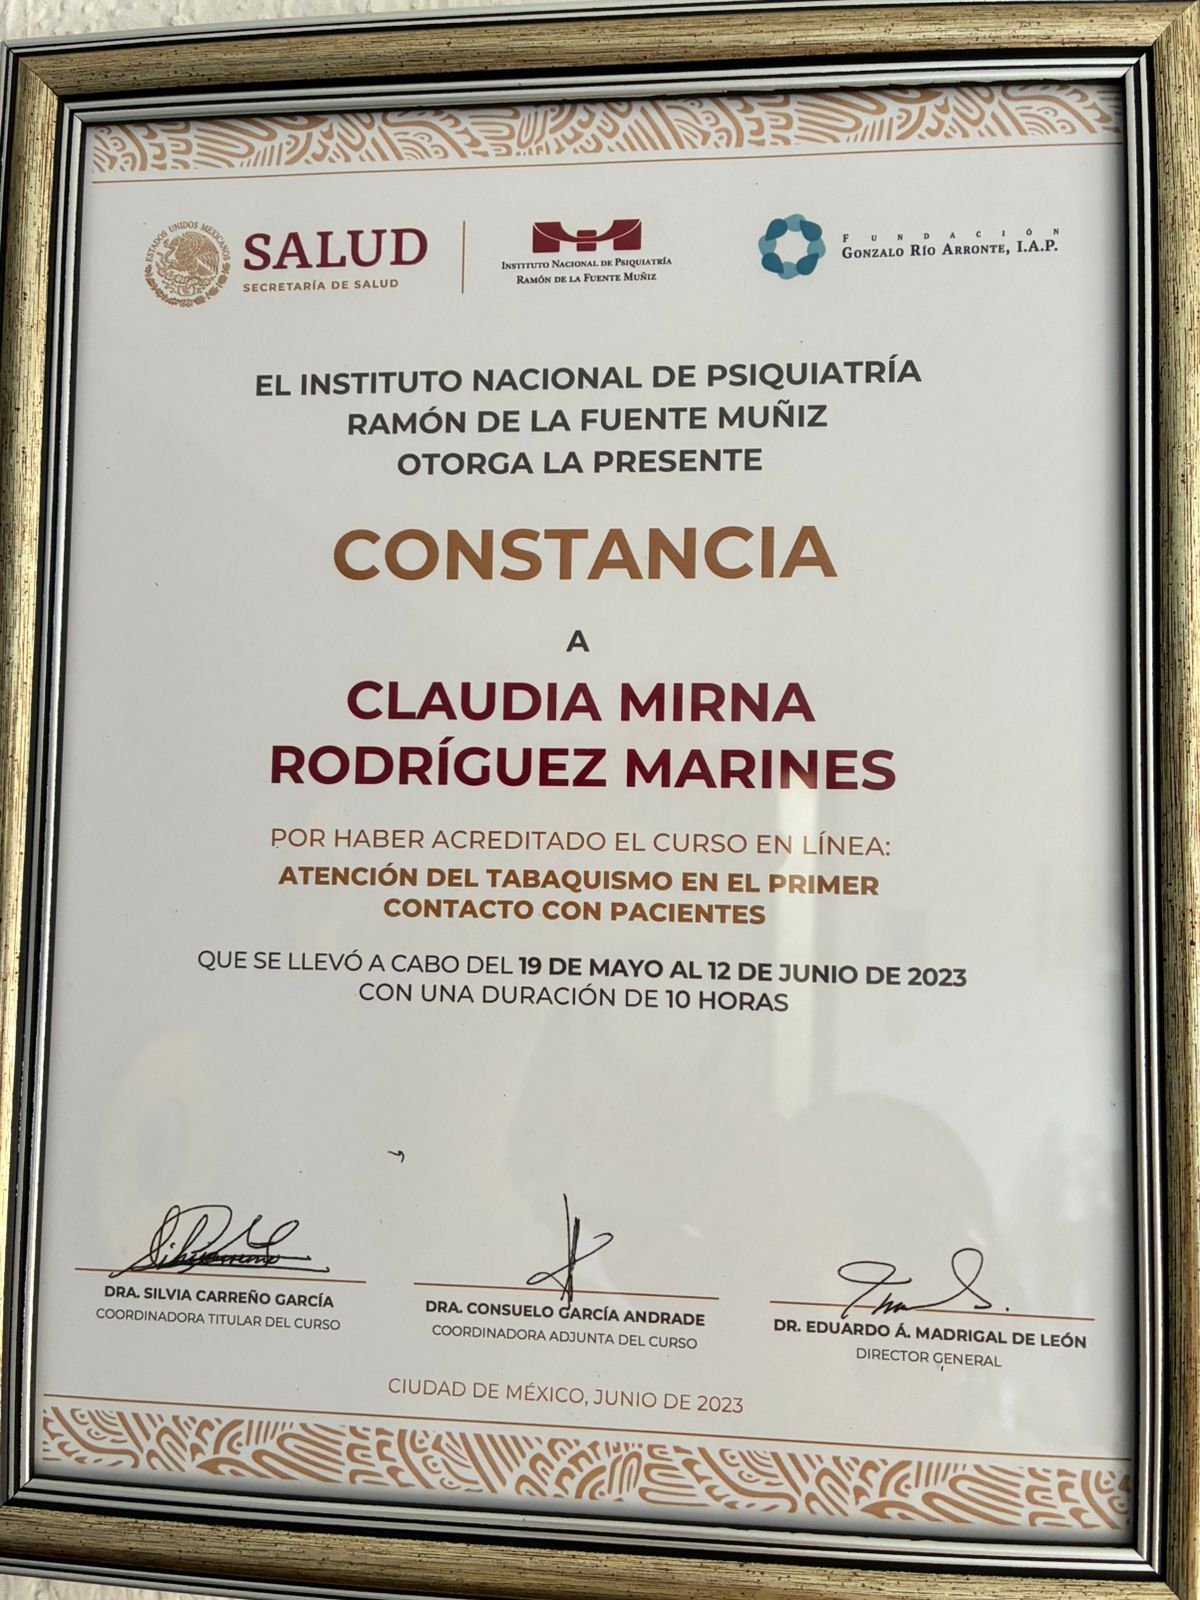 ESTADOS UNIDOS MEXICANOS
SALUD
SECRETARÍA DE SALUD
INSTITUTO NACIONAL DE PSIQUIATRÍA
RAMÓN DE LA FUENTE MUÑIZ
FUNDACIÓN
GONZALO RÍO ARRONTE, I.A.P.
EL INSTITUTO NACIONAL DE PSIQUIATRÍA
RAMÓN DE LA FUENTE MUÑIZ
OTORGA LA PRESENTE
CONSTANCIA
A
CLAUDIA MIRNA
RODRÍGUEZ MARINES
POR HABER ACREDITADO EL CURSO EN LÍNEA:
ATENCIÓN DEL TABAQUISMO EN EL PRIMER
CONTACTO CON PACIENTES
QUE SE LLEVÓ A CABO DEL 19 DE MAYO AL 12 DE JUNIO DE 2023
CON UNA DURACIÓN DE 10 HORAS
DRA. SILVIA CARREÑO GARCÍA
COORDINADORA TITULAR DEL CURSO
DRA. CONSUELO GARCÍA ANDRADE
COORDINADORA ADJUNTA DEL CURSO
DR. EDUARDO Á. MADRIGAL DE LEÓN
DIRECTOR GENERAL
CIUDAD DE MÉXICO, JUNIO DE 2023